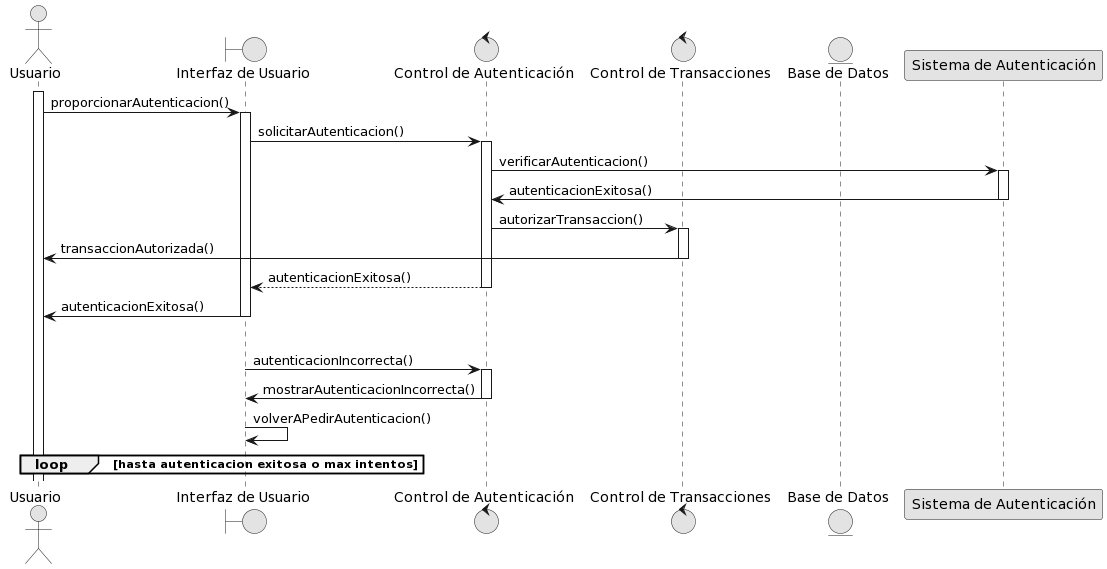 Usuario
Interfaz de Usuario
Control de Autenticación
Control de Transacciones
Base de Datos
Sistema de Autenticación
proporcionarAutenticacion()
solicitarAutenticacion()
verificarAutenticacion()
autenticacionExitosa()
autorizarTransaccion()
transaccionAutorizada()
autenticacionExitosa()
autenticacionExitosa()
autenticacionIncorrecta()
mostrarAutenticacionIncorrecta()
volverAPedirAutenticacion()
loop [hasta autenticacion exitosa o max intentos]
Usuario
Interfaz de Usuario
Control de Autenticación
Control de Transacciones
Base de Datos
Sistema de Autenticación